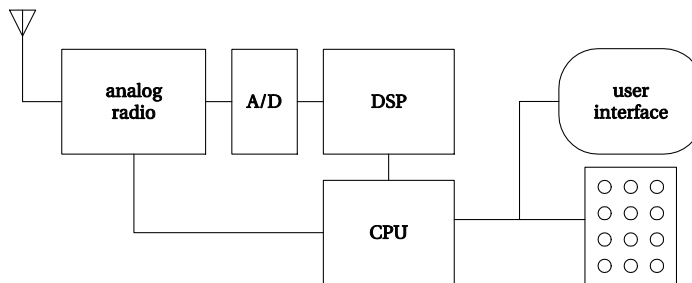 analog
radio
A/D
DSP
user
interface
CPU